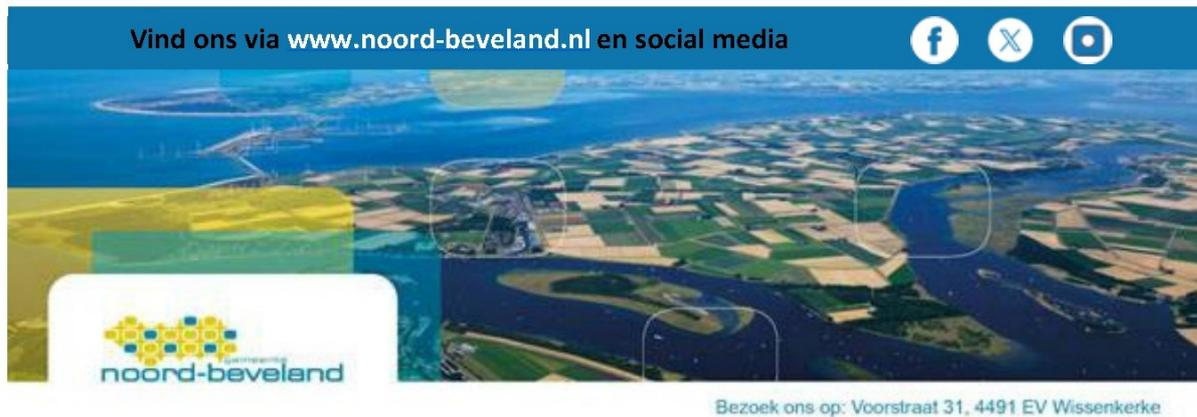 Vind ons via www.noord-beveland.nl en social media
gemeente
noord-beveland
Bezoek ons op: Voorstraat 31, 4491 EV Wissenkerke